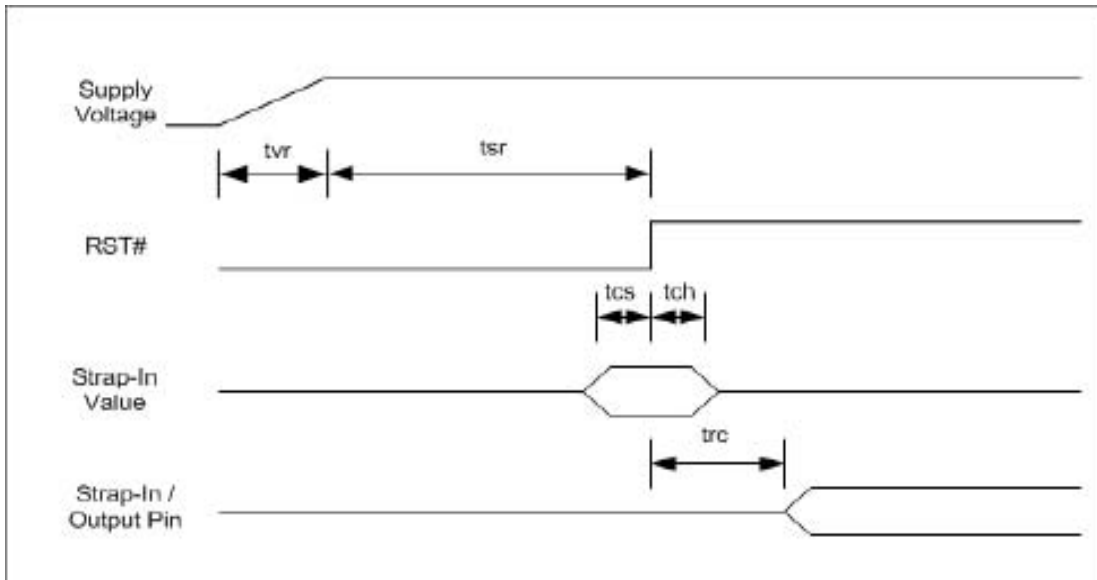 Supply
Voltage
tvr
tsr
RST#
tcs
tch
Strap-In
Value
trc
Strap-In /
Output Pin